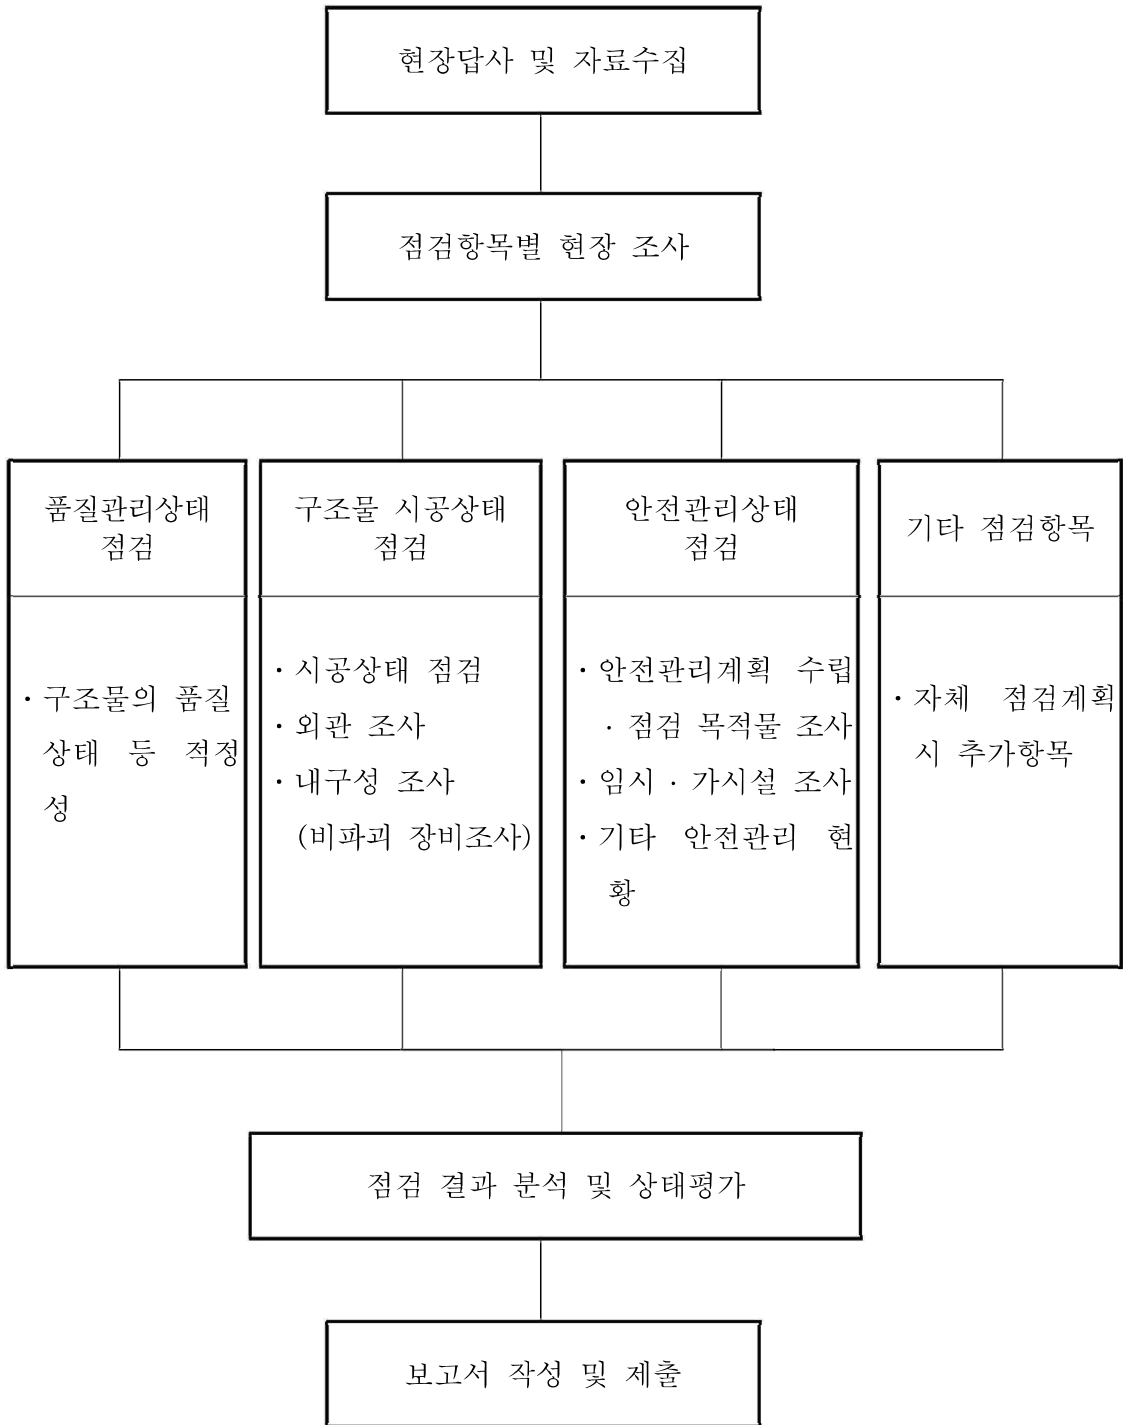 현장답사 및 자료수집
점검항목별 현장 조사
품질관리상태
점검
· 구조물의 품질
상태 등 적정
성
구조물 시공상태
점검
· 시공상태 점검
· 외관 조사
· 내구성 조사
(비파괴 장비조사)
안전관리상태
점검
· 안전관리계획 수립
· 점검 목적물 조사
· 임시 · 가시설 조사
· 기타 안전관리 현
황
기타 점검항목
· 자체 점검계획
시 추가항목
점검 결과 분석 및 상태평가
보고서 작성 및 제출